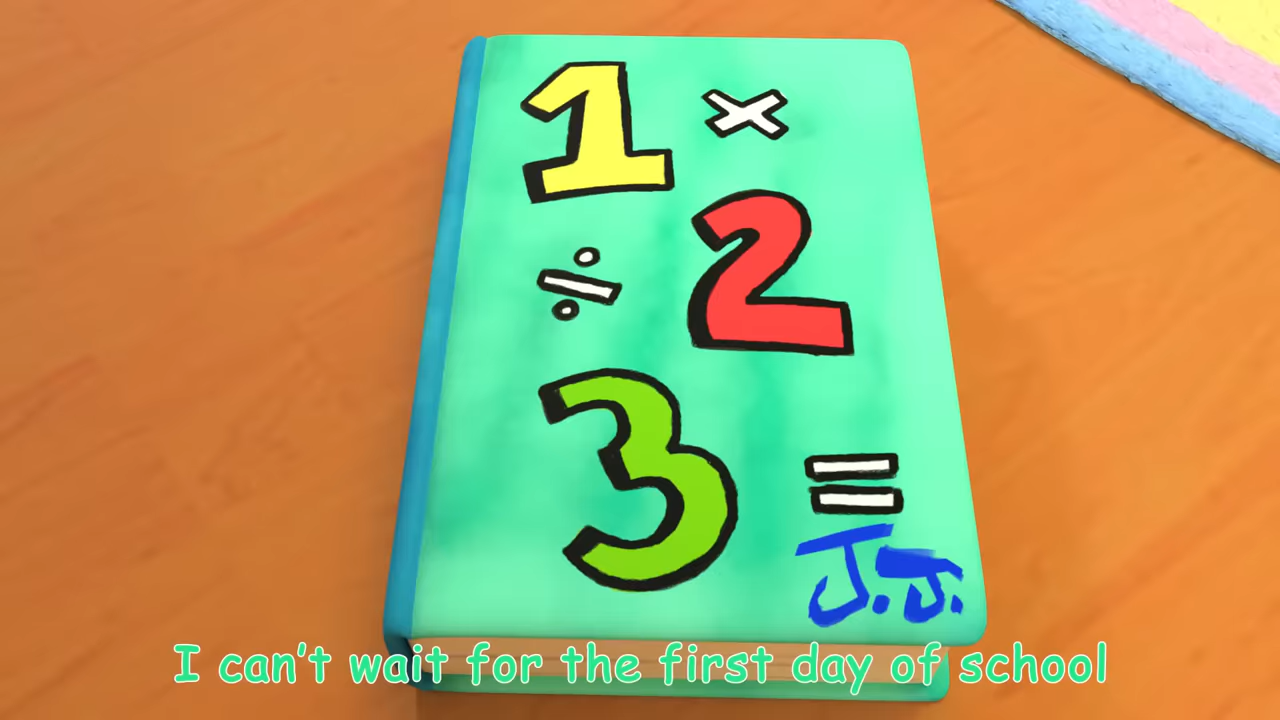 1 ×
÷ 2
3 =
J.J.
I can't wait for the first day of school